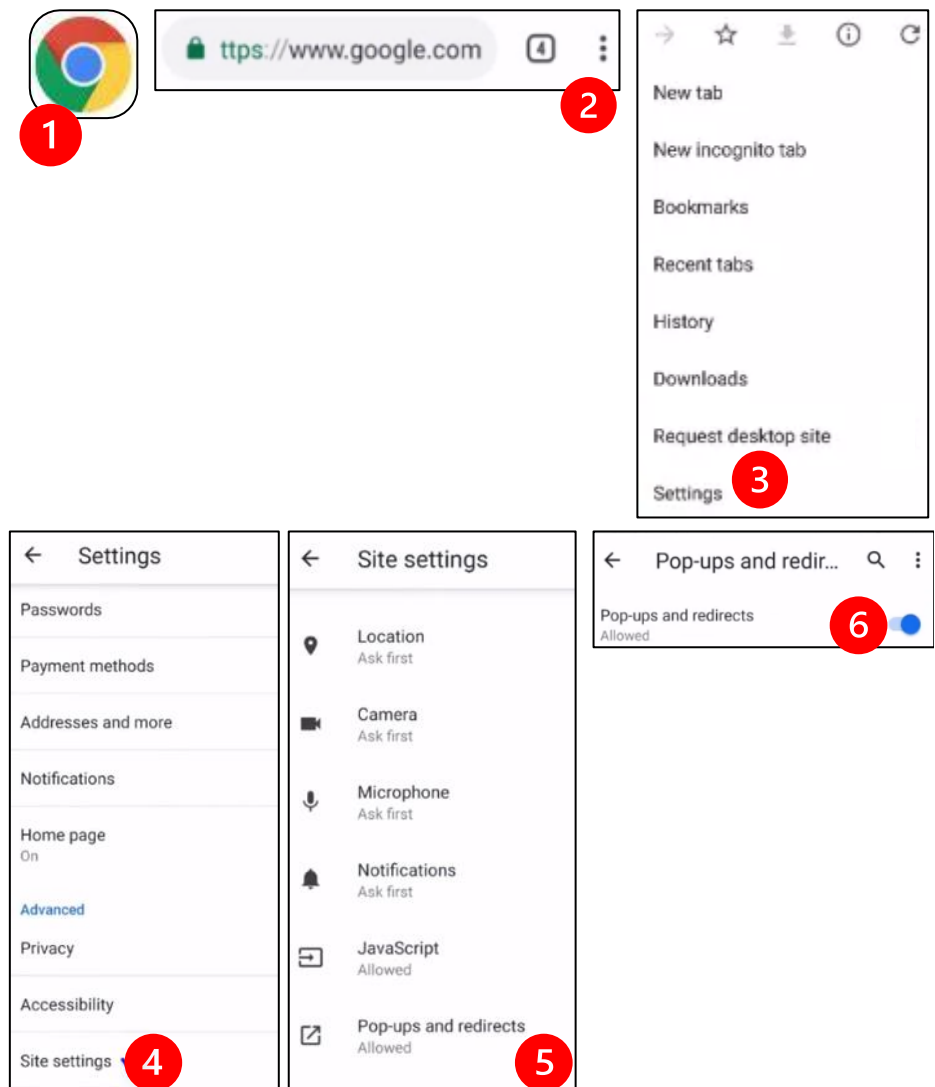 1
ttps://www.google.com
4
2
New tab
New incognito tab
Bookmarks
Recent tabs
History
Downloads
Request desktop site
Settings
3
Settings
Passwords
Payment methods
Addresses and more
Notifications
Home page
On
Advanced
Privacy
Accessibility
Site settings
4
Site settings
Location
Ask first
Camera
Ask first
Microphone
Ask first
Notifications
Ask first
JavaScript
Allowed
Pop-ups and redirects
Allowed
5
Pop-ups and redir...
Pop-ups and redirects
Allowed
6